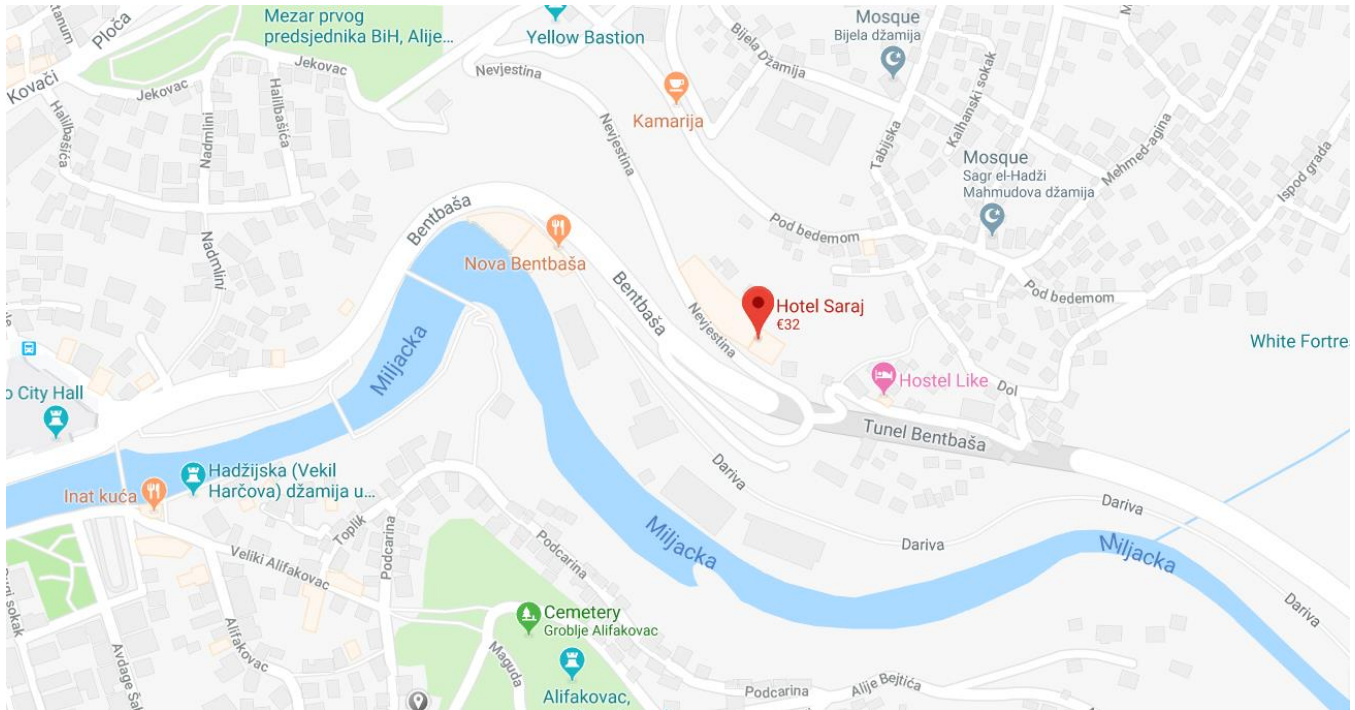 Mezar prvog
predsjednika BiH, Alije...
Yellow Bastion
Mosque
Bijela džamija
Ploča
Kovači
Jekovac
Jekovac
Halilbašića
Halilbašića
Nadmlini
Nadmlini
Nevjestina
Nevjestina
Nevjestina
Kamarija
Bijela Džamija
Tabijska
Kalhanski sokak
Mehmed-agina
Ispod grada
Mosque
Sagr el-Hadži
Mahmudova džamija
Pod bedemom
Pod bedemom
Bentbaša
Bentbaša
Nova Bentbaša
Hotel Saraj
€32
Hostel Like
White Fortre
Dol
Tunel Bentbaša
Miljacka
Miljacka
Miljacka
o City Hall
Inat kuća
Hadžijska (Vekil
Harčova) džamija u...
Dariva
Dariva
Dariva
Dariva
Toplik
Podcarina
Podcarina
Podcarina
Veliki Alifakovac
Alifakovac
Avdage Ša
sokak
Cemetery
Groblje Alifakovac
Maguda
Alifakovac,
Alije Bejtića